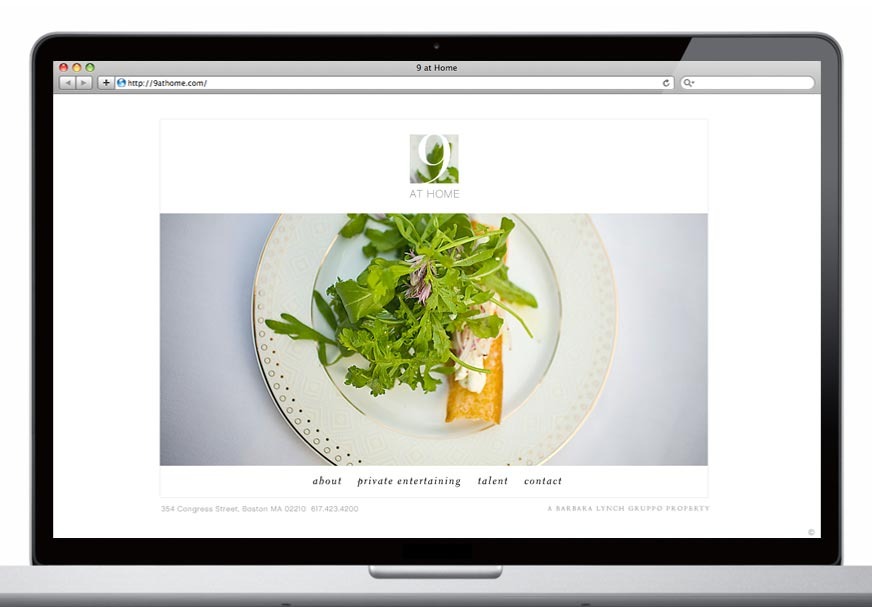 9 at Home
http://9athome.com/
9
AT HOME
about private entertaining talent contact
354 Congress Street, Boston MA 02210 617.423.4200
A BARBARA LYNCH GRUPPO PROPERTY
©